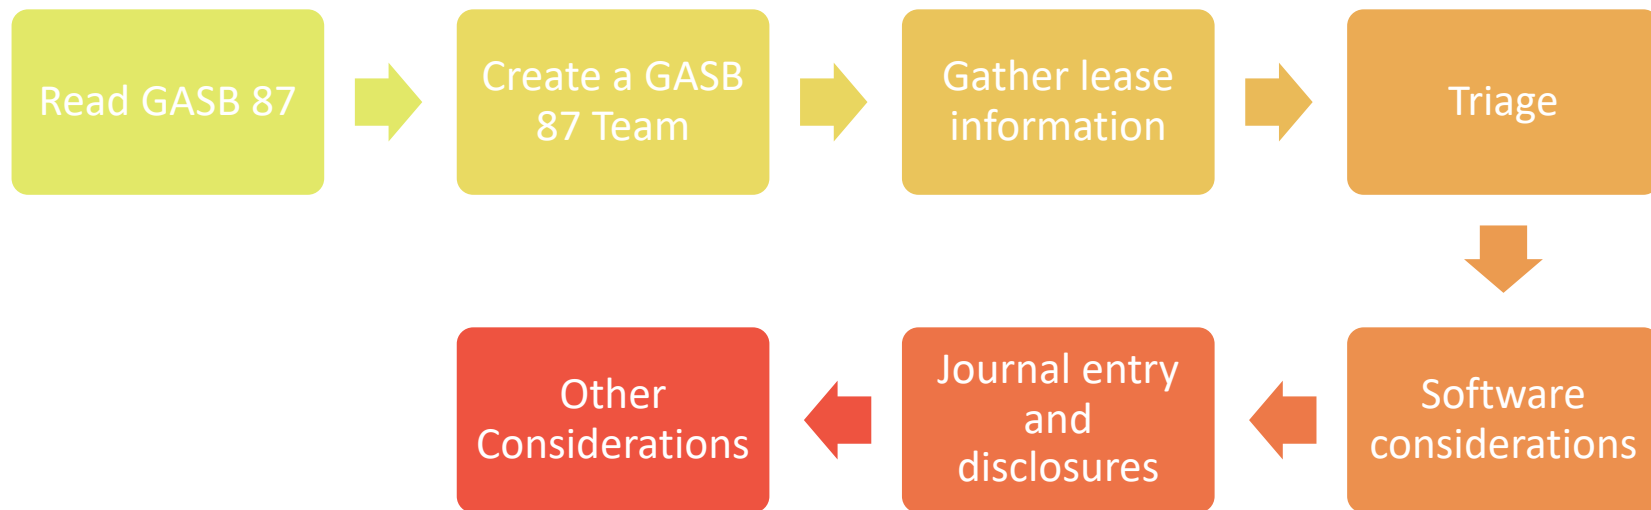 Read GASB 87
Create a GASB
87 Team
Gather lease
information
Triage
Software
considerations
Journal entry
and
disclosures
Other
Considerations